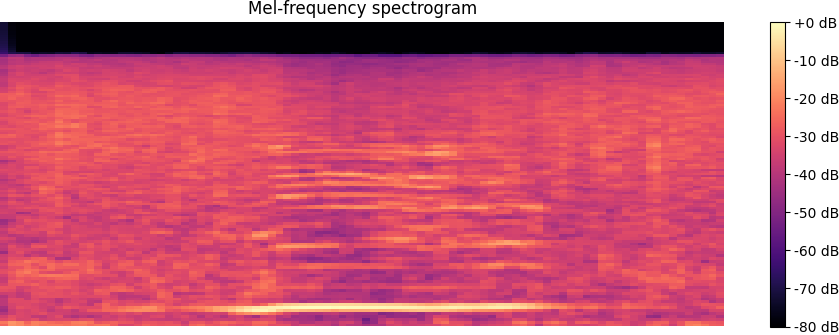 Mel-frequency spectrogram
+0 dB
-10 dB
-20 dB
-30 dB
-40 dB
-50 dB
-60 dB
-70 dB
-80 dB